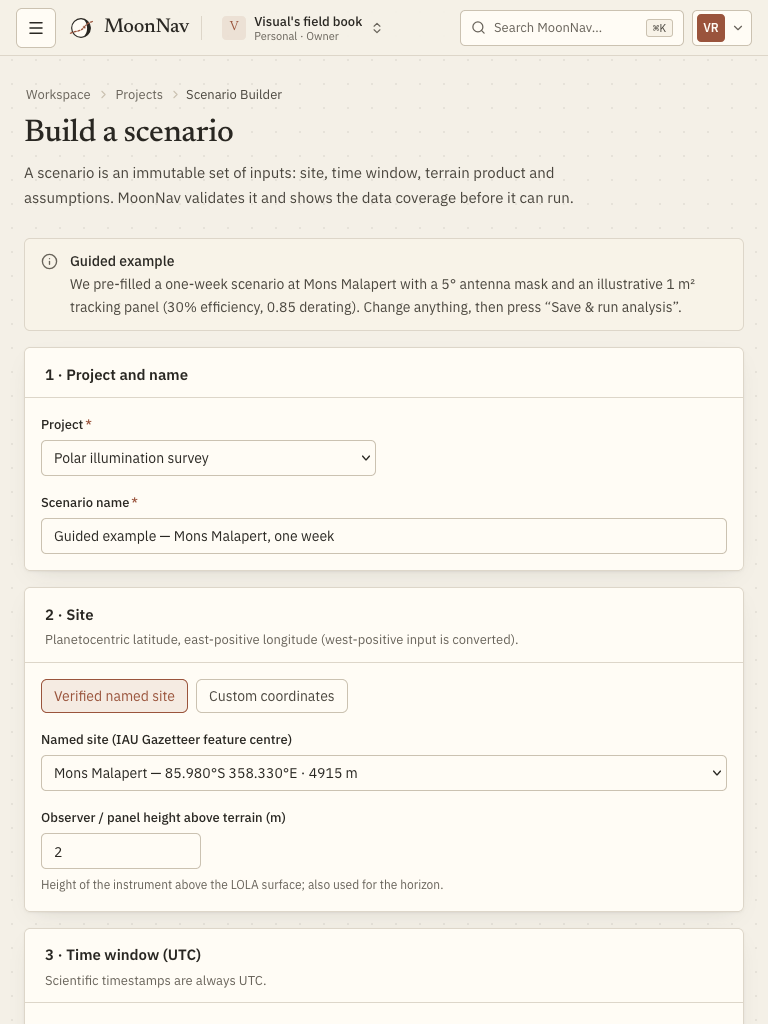 MoonNav
V
Visual's field book
Personal · Owner
Search MoonNav...
⌘K
VR
Workspace > Projects > Scenario Builder
Build a scenario
A scenario is an immutable set of inputs: site, time window, terrain product and
assumptions. MoonNav validates it and shows the data coverage before it can run.
Guided example
We pre-filled a one-week scenario at Mons Malapert with a 5° antenna mask and an illustrative 1 m²
tracking panel (30% efficiency, 0.85 derating). Change anything, then press “Save & run analysis”.
1 · Project and name
Project *
Polar illumination survey
Scenario name *
Guided example — Mons Malapert, one week
2 · Site
Planetocentric latitude, east-positive longitude (west-positive input is converted).
Verified named site
Custom coordinates
Named site (IAU Gazetteer feature centre)
Mons Malapert — 85.980°S 358.330°E · 4915 m
Observer / panel height above terrain (m)
2
Height of the instrument above the LOLA surface; also used for the horizon.
3 · Time window (UTC)
Scientific timestamps are always UTC.